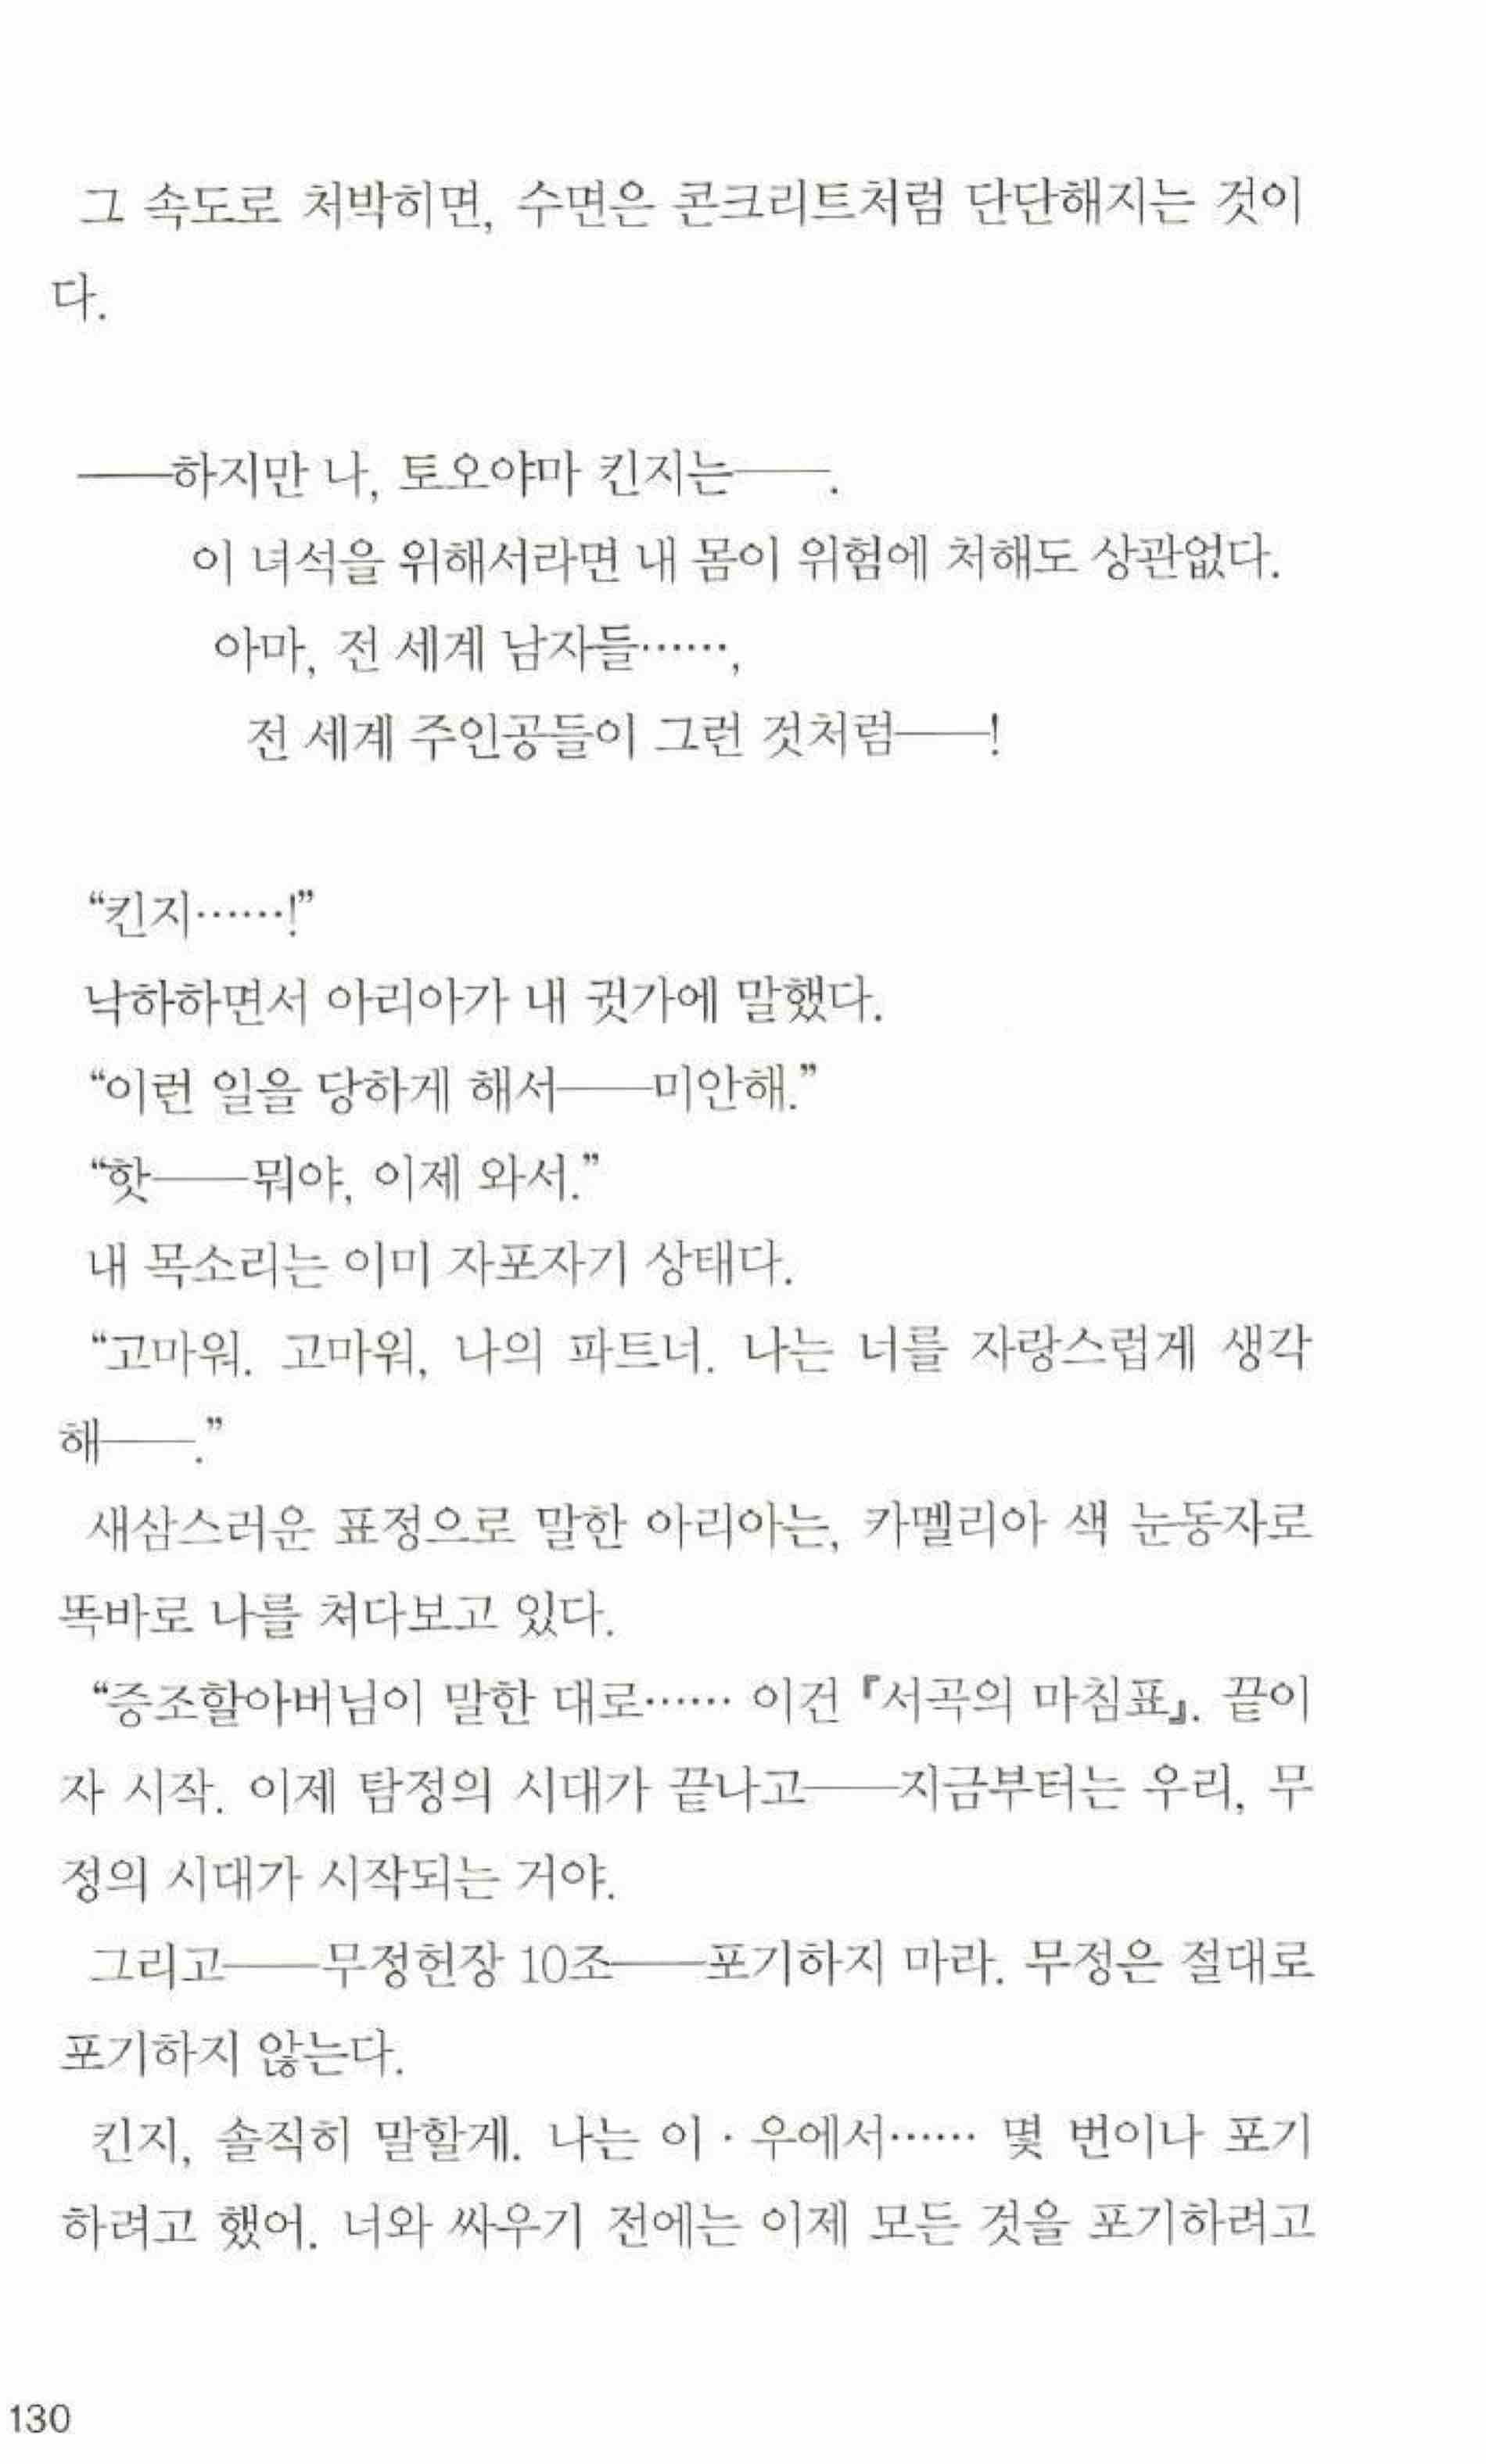 그 속도로 처박히면, 수면은 콘크리트처럼 단단해지는 것이
다.
──하지만 나, 토오야마 킨지는──.
이 녀석을 위해서라면 내 몸이 위험에 처해도 상관없다.
아마, 전 세계 남자들……,
전 세계 주인공들이 그런 것처럼──!
“킨지……!”
낙하하면서 아리아가 내 귓가에 말했다.
“이런 일을 당하게 해서──미안해.”
“핫──뭐야, 이제 와서.”
내 목소리는 이미 자포자기 상태다.
“고마워. 고마워, 나의 파트너. 나는 너를 자랑스럽게 생각
해──.”
새삼스러운 표정으로 말한 아리아는, 카멜리아 색 눈동자로
똑바로 나를 쳐다보고 있다.
“증조할아버님이 말한 대로…… 이건 『서곡의 마침표』. 끝이
자 시작. 이제 탐정의 시대가 끝나고──지금부터는 우리, 무
정의 시대가 시작되는 거야.
그리고──무정헌장 10조──포기하지 마라. 무정은 절대로
포기하지 않는다.
킨지, 솔직히 말할게. 나는 이 · 우에서…… 몇 번이나 포기
하려고 했어. 너와 싸우기 전에는 이제 모든 것을 포기하려고
130